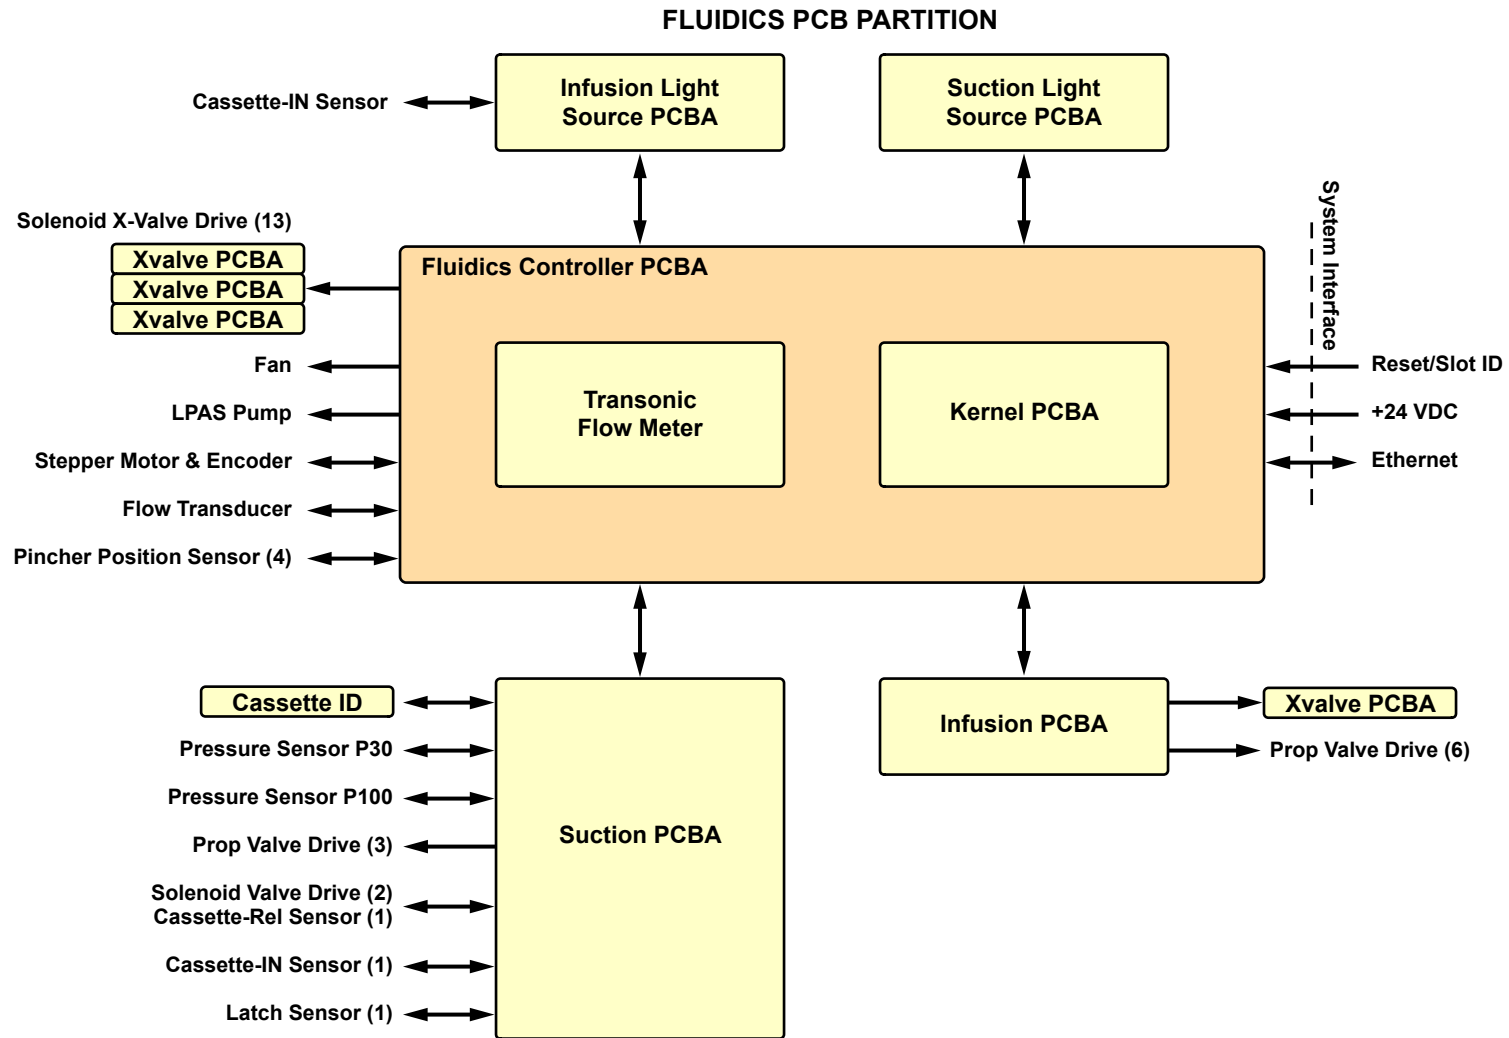 FLUIDICS PCB PARTITION
Infusion Light
Source PCBA
Suction Light
Source PCBA
Cassette-IN Sensor
System Interface
Solenoid X-Valve Drive (13)
Xvalve PCBA
Xvalve PCBA
Xvalve PCBA
Fluidics Controller PCBA
Fan
LPAS Pump
Stepper Motor & Encoder
Flow Transducer
Pincher Position Sensor (4)
Transonic
Flow Meter
Kernel PCBA
Reset/Slot ID
+24 VDC
Ethernet
Cassette ID
Pressure Sensor P30
Pressure Sensor P100
Prop Valve Drive (3)
Solenoid Valve Drive (2)
Cassette-Rel Sensor (1)
Cassette-IN Sensor (1)
Latch Sensor (1)
Suction PCBA
Infusion PCBA
Xvalve PCBA
Prop Valve Drive (6)